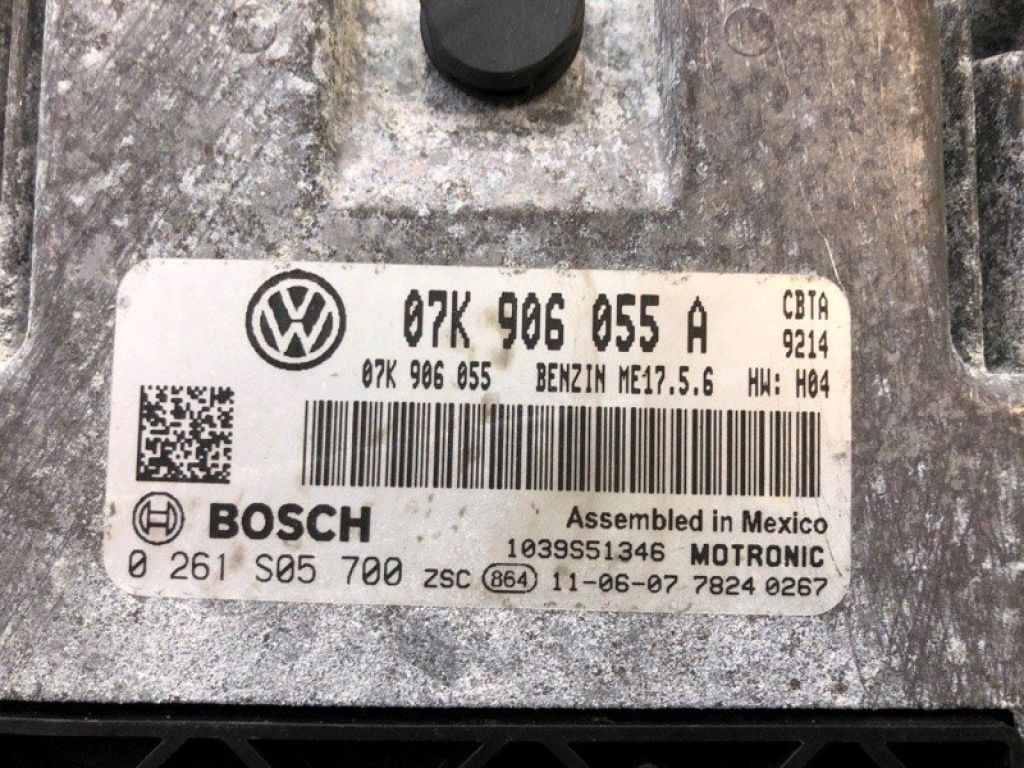 07K 906 055 A CBTA
9214
07K 906 055 BENZIN ME17.5.6 HW: H04
BOSCH Assembled in Mexico
1039S51346 MOTRONIC
0 261 S05 700 ZSC 864 11-06-07 7824 0267